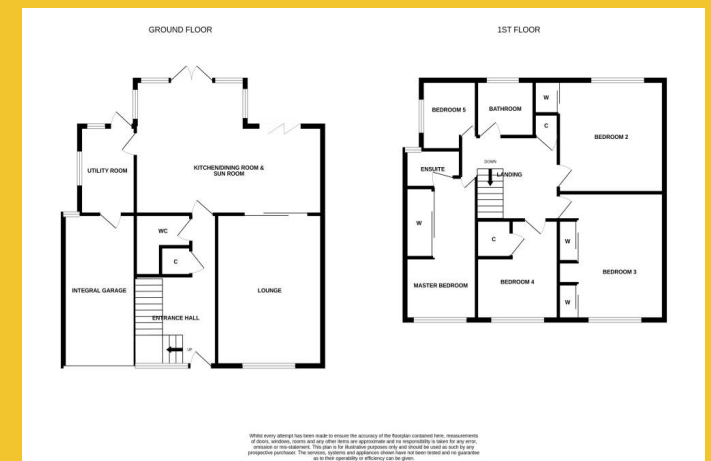 GROUND FLOOR
1ST FLOOR
UTILITY ROOM
KITCHEN/DINING ROOM &
SUN ROOM
WC
C
INTEGRAL GARAGE
ENTRANCE HALL
UP
LOUNGE
BEDROOM 5
BATHROOM
W
C
BEDROOM 2
ENSUITE
DOWN
LANDING
W
C
W
MASTER BEDROOM
BEDROOM 4
BEDROOM 3
W
Whilst every attempt has been made to ensure the accuracy of the floorplan contained here, measurements
of doors, windows, rooms and any other items are approximate and no responsibility is taken for any error,
omission or mis-statement. This plan is for illustrative purposes only and should be used as such by any
prospective purchaser. The services, systems and appliances shown have not been tested and no guarantee
as to their operability or efficiency can be given.